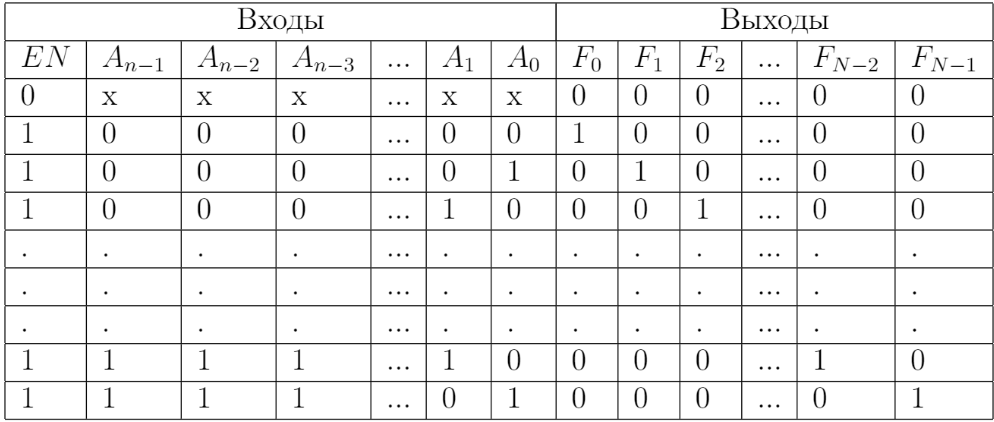 Входы Выходы
EN A_{n−1} A_{n−2} A_{n−3} ... A_1 A_0 F_0 F_1 F_2 ... F_{N−2} F_{N−1}
0 x x x ... x x 0 0 0 ... 0 0
1 0 0 0 ... 0 0 1 0 0 ... 0 0
1 0 0 0 ... 0 1 0 1 0 ... 0 0
1 0 0 0 ... 1 0 0 0 1 ... 0 0
. . . . ... . . . . . ... . .
. . . . ... . . . . . ... . .
. . . . ... . . . . . ... . .
1 1 1 1 ... 1 0 0 0 0 ... 1 0
1 1 1 1 ... 0 1 0 0 0 ... 0 1